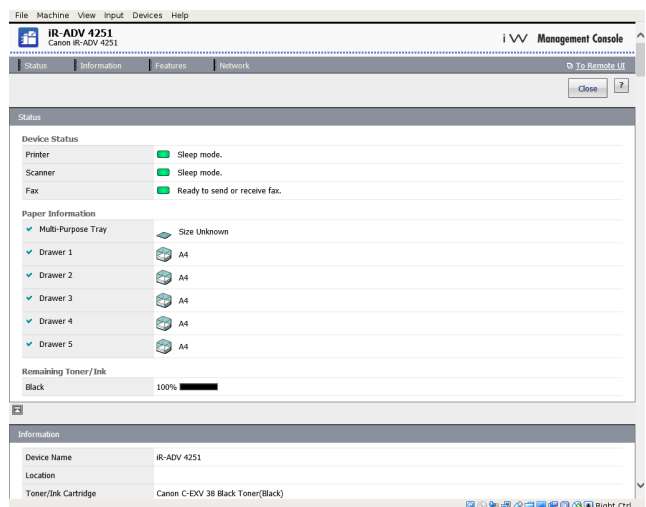 File Machine View Input Devices Help
iR-ADV 4251
Canon iR-ADV 4251
iW Management Console
Status Information Features Network To Remote UI
Close ?
Status
Device Status
Printer Sleep mode.
Scanner Sleep mode.
Fax Ready to send or receive fax.
Paper Information
Multi-Purpose Tray Size Unknown
Drawer 1 A4
Drawer 2 A4
Drawer 3 A4
Drawer 4 A4
Drawer 5 A4
Remaining Toner/Ink
Black 100%
Information
Device Name iR-ADV 4251
Location
Toner/Ink Cartridge Canon C-EXV 38 Black Toner(Black)
Right Ctrl